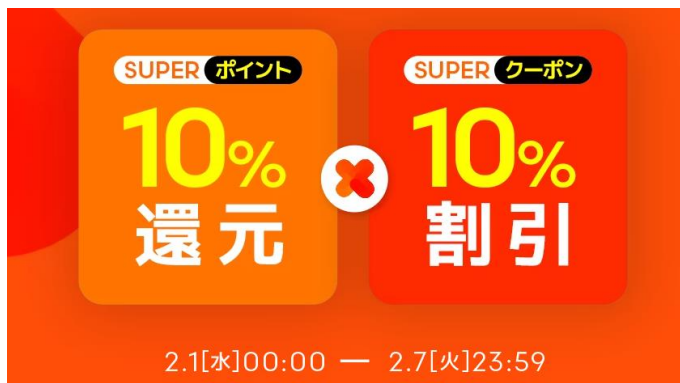 SUPER ポイント
10%
還元
SUPER クーポン
10%
割引
2.1[水]00:00 — 2.7[火]23:59